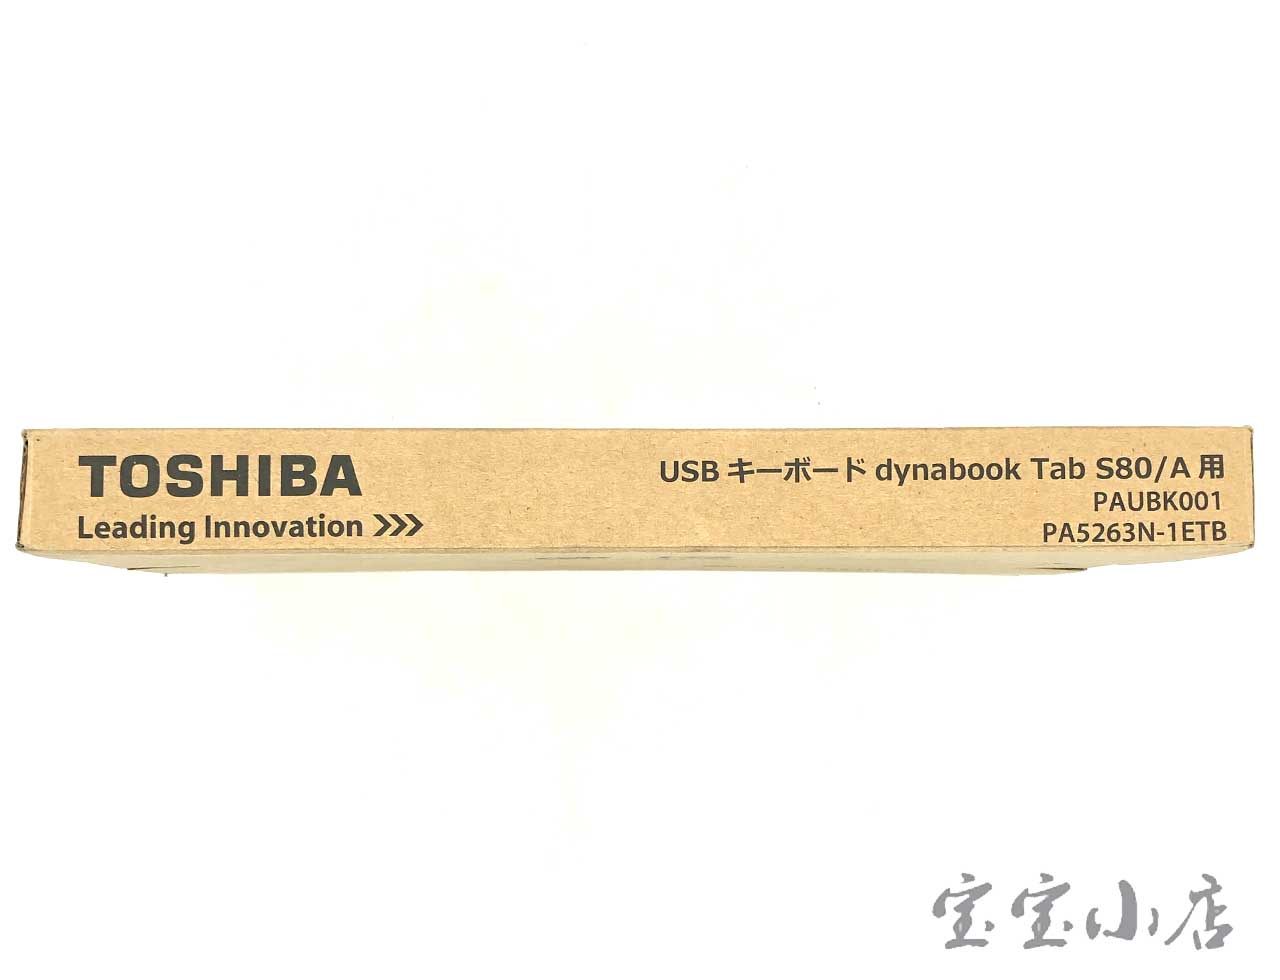 TOSHIBA
Leading Innovation >>>
USB キーボード dynabook Tab S80/A 用
PAUBK001
PA5263N-1ETB
宝宝小店